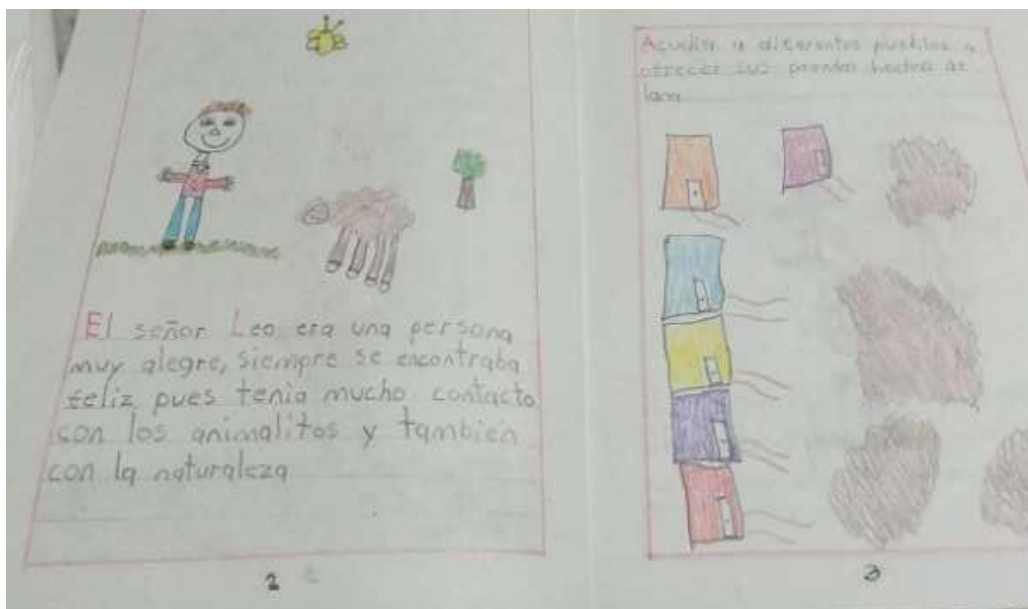 El señor Leo era una persona
muy alegre, siempre se encontraba
feliz pues tenia mucho contacto
con los animalitos y tambien
con la naturaleza
2
Acudia a diferentes pueblos a
ofrecer sus prendas hechas de
lana
3